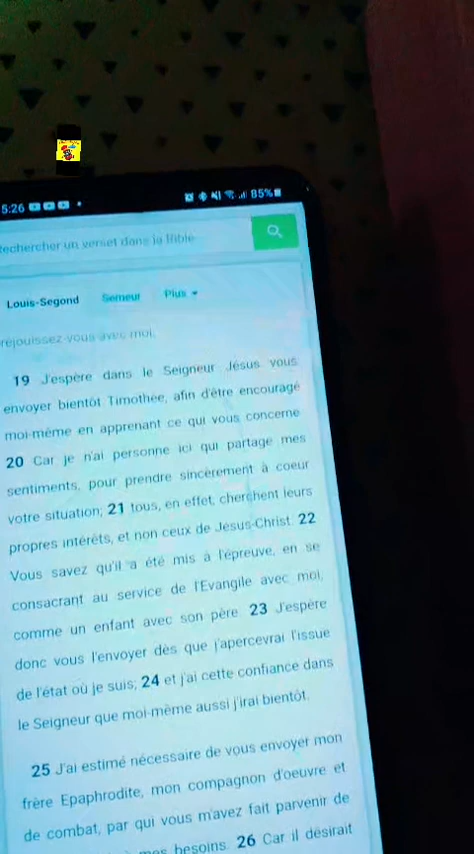 5:26 85%
echercher un verset dans la Bible
Louis-Segond Semeur Plus
rejouissez-vous avec moi.
19 J'espère dans le Seigneur Jésus vous
envoyer bientôt Timothée, afin d'être encouragé
moi-même en apprenant ce qui vous concerne
20 Car je n'ai personne ici qui partage mes
sentiments, pour prendre sincèrement à coeur
votre situation; 21 tous, en effet, cherchent leurs
propres intérêts, et non ceux de Jésus-Christ. 22
Vous savez qu'il a été mis à l'épreuve, en se
consacrant au service de l'Evangile avec moi,
comme un enfant avec son père 23 J'espère
donc vous l'envoyer dès que j'apercevrai l'issue
de l'état où je suis; 24 et j'ai cette confiance dans
le Seigneur que moi-même aussi j'irai bientôt.
25 J'ai estimé nécessaire de vous envoyer mon
frère Epaphrodite, mon compagnon d'oeuvre et
de combat, par qui vous m'avez fait parvenir de
mes besoins. 26 Car il désirait